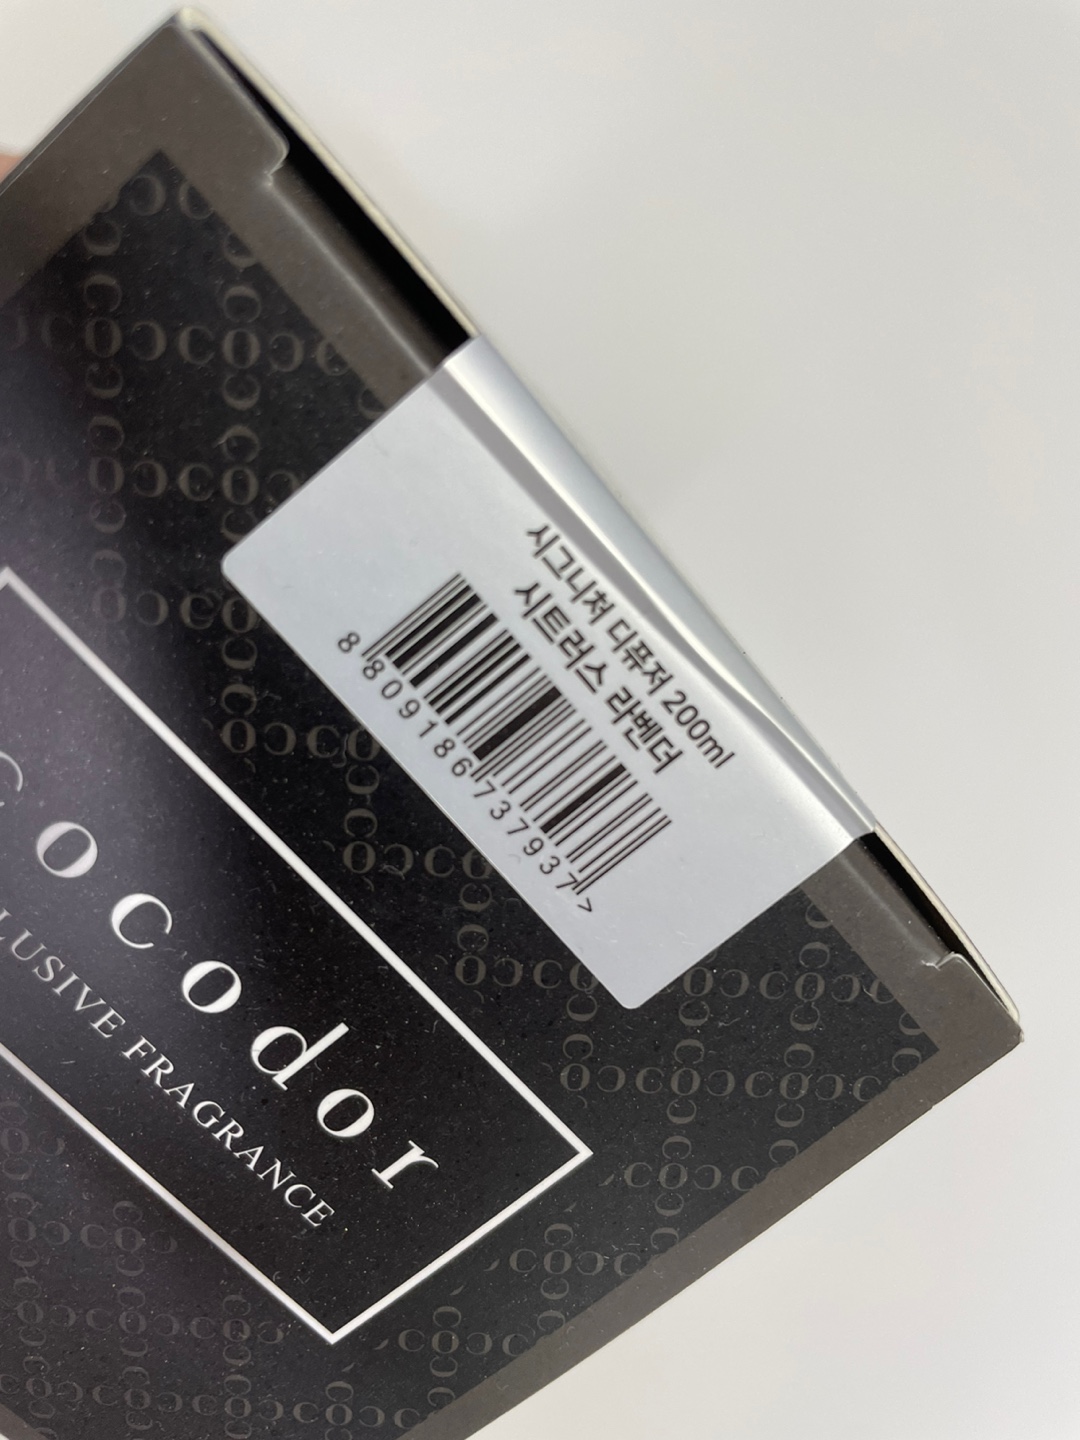 시그니처 디퓨저 200ml
시트러스 라벤더
8 809186 737937 >
cocodor
LUSIVE FRAGRANCE